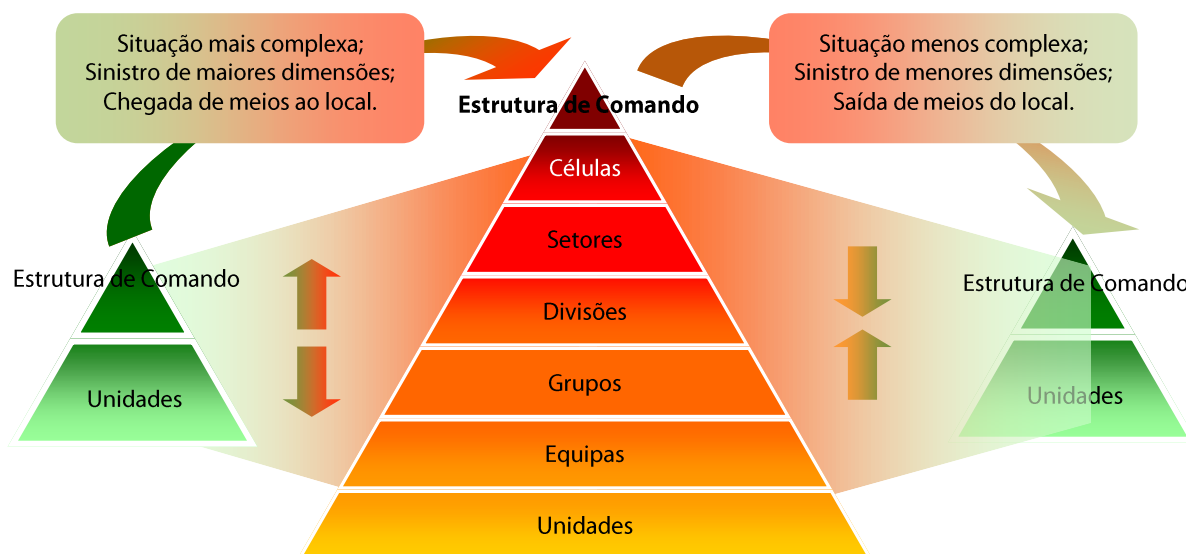 Situação mais complexa;
Sinistro de maiores dimensões;
Chegada de meios ao local.
Situação menos complexa;
Sinistro de menores dimensões;
Saída de meios do local.
Estrutura de Comando
Células
Setores
Divisões
Grupos
Equipas
Unidades
Estrutura de Comando
Unidades
Estrutura de Comando
Unidades